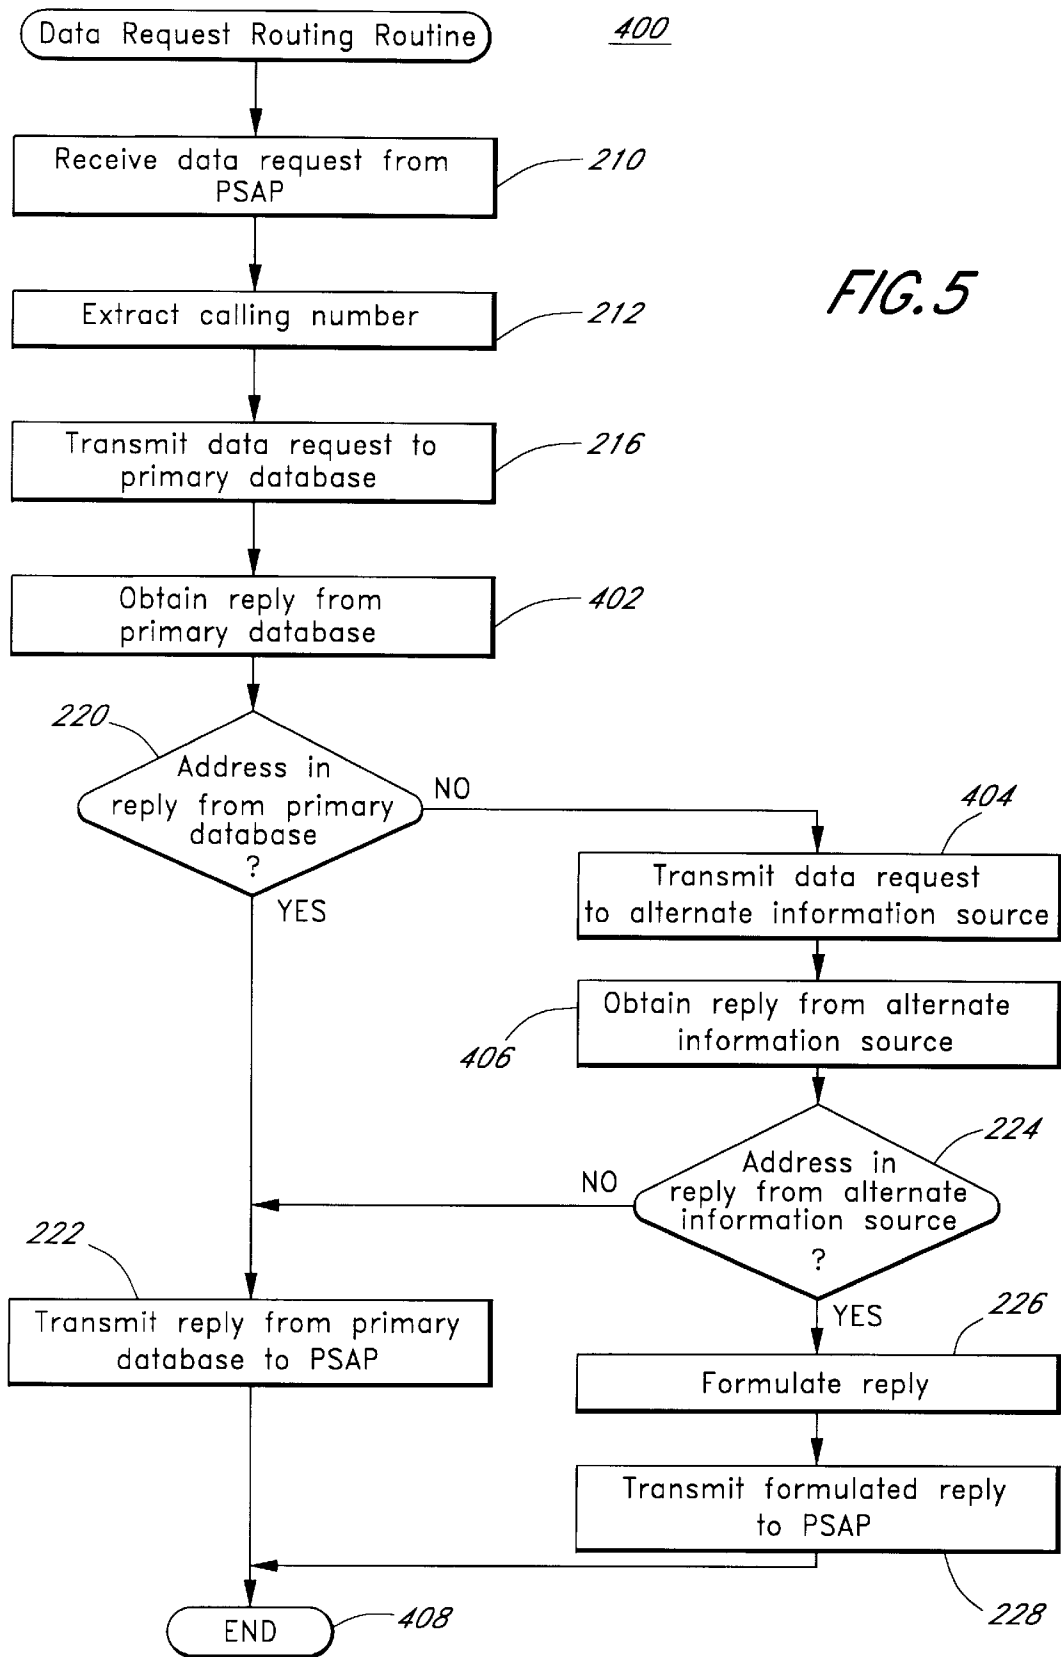 Data Request Routing Routine
400
Receive data request from
PSAP
210
FIG. 5
Extract calling number
212
Transmit data request to
primary database
216
Obtain reply from
primary database
402
220
Address in
reply from primary
database
?
NO
YES
404
Transmit data request
to alternate information source
Obtain reply from alternate
information source
406
224
Address in
reply from alternate
information source
?
NO
YES
222
Transmit reply from primary
database to PSAP
226
Formulate reply
Transmit formulated reply
to PSAP
228
END
408